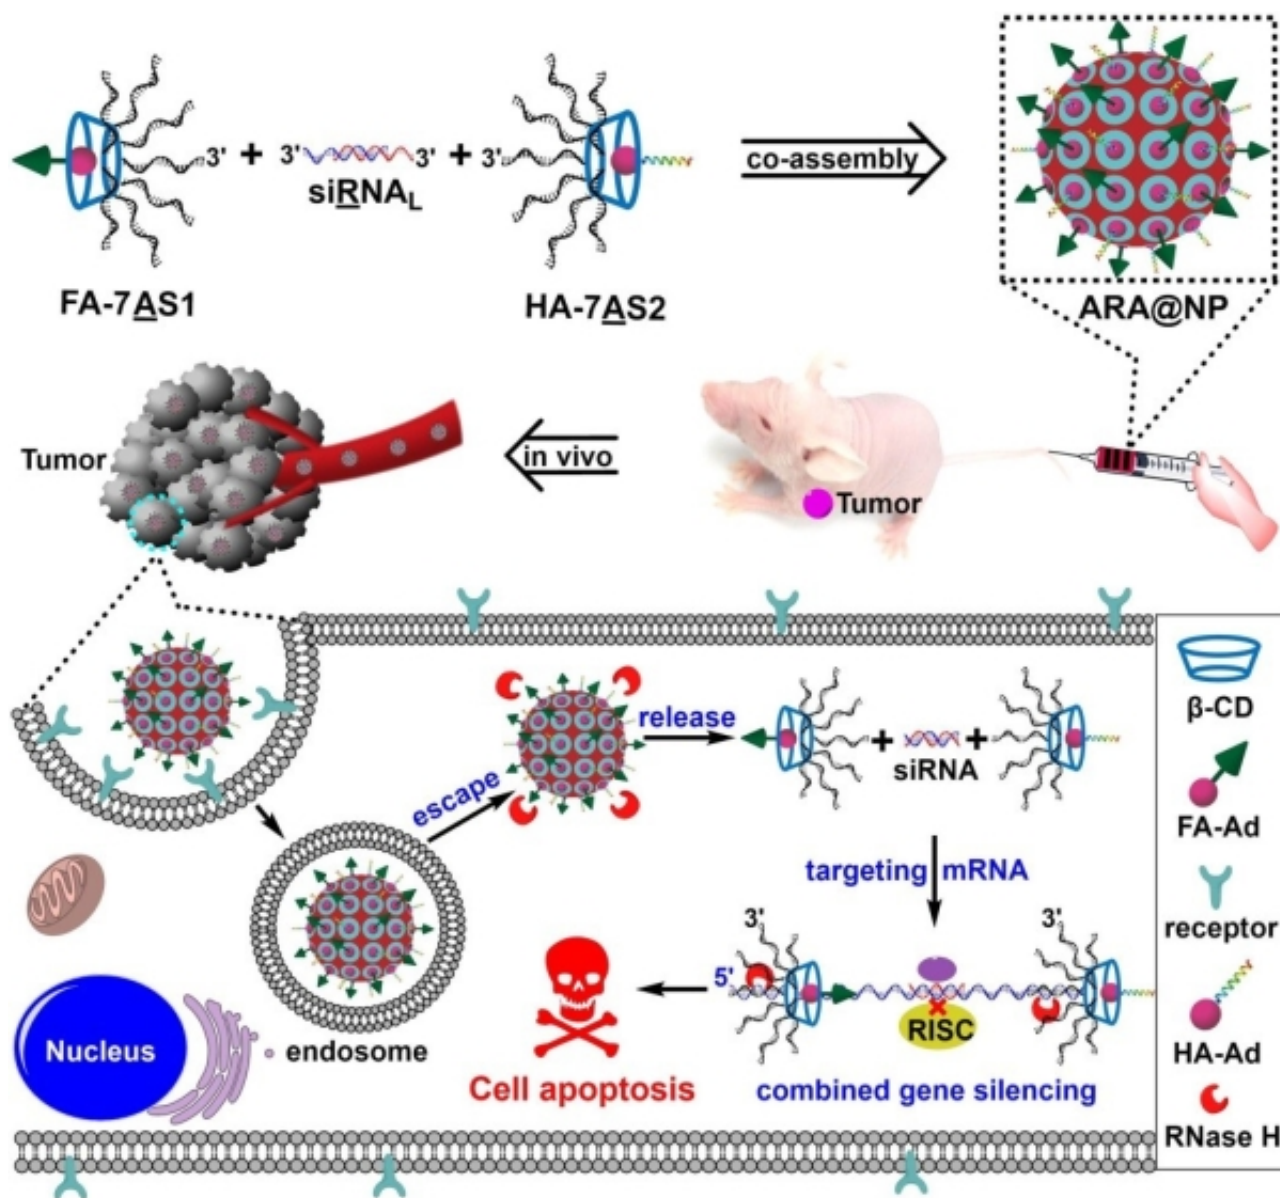 3' + 3' 3' + 3'
co-assembly
siRNAL
FA-7AS1
HA-7AS2
ARA@NP
Tumor
in vivo
Tumor
release
+ +
siRNA
escape
targeting mRNA
3' 3'
5'
RISC
Nucleus
endosome
Cell apoptosis
combined gene silencing
β-CD
FA-Ad
receptor
HA-Ad
RNase H